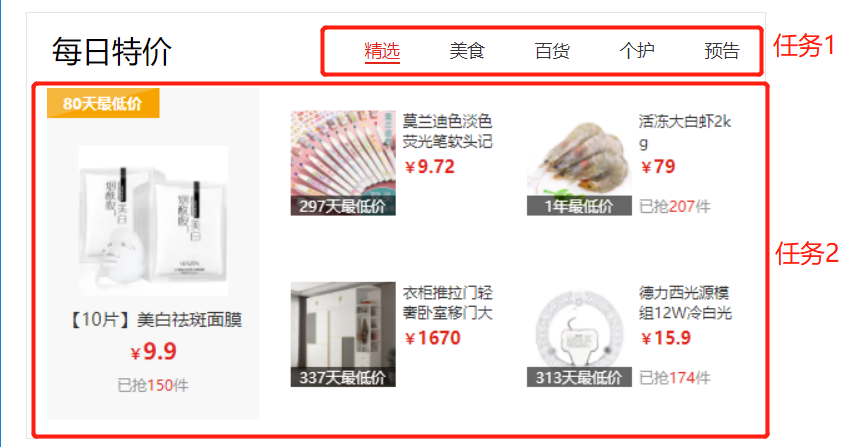 每日特价
精选 美食 百货 个护 预告
任务1
80天最低价
烟酰胺
美白
【10片】美白祛斑面膜
¥9.9
已抢150件
莫兰迪色淡色
荧光笔软头记
¥9.72
297天最低价
活冻大白虾2k
g
¥79
已抢207件
1年最低价
任务2
衣柜推拉门轻
奢卧室移门大
¥1670
337天最低价
德力西光源模
组12W冷白光
¥15.9
已抢174件
313天最低价